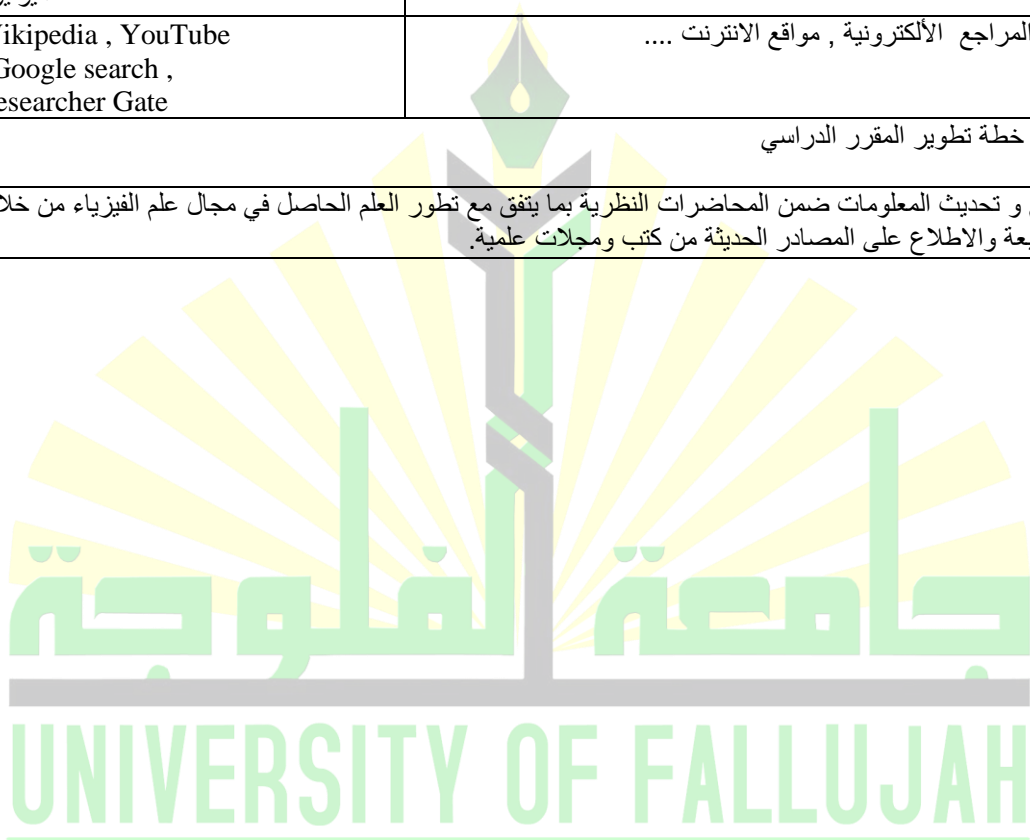 المراجع الألكترونية , مواقع الانترنت ....
Wikipedia , YouTube
Google search ,
esearcher Gate
خطة تطوير المقرر الدراسي
و تحديث المعلومات ضمن المحاضرات النظرية بما يتفق مع تطور العلم الحاصل في مجال علم الفيزياء من خلا
والاطلاع على المصادر الحديثة من كتب ومجلات علمية.
جامعة الفلوجة
UNIVERSITY OF FALLUJAH